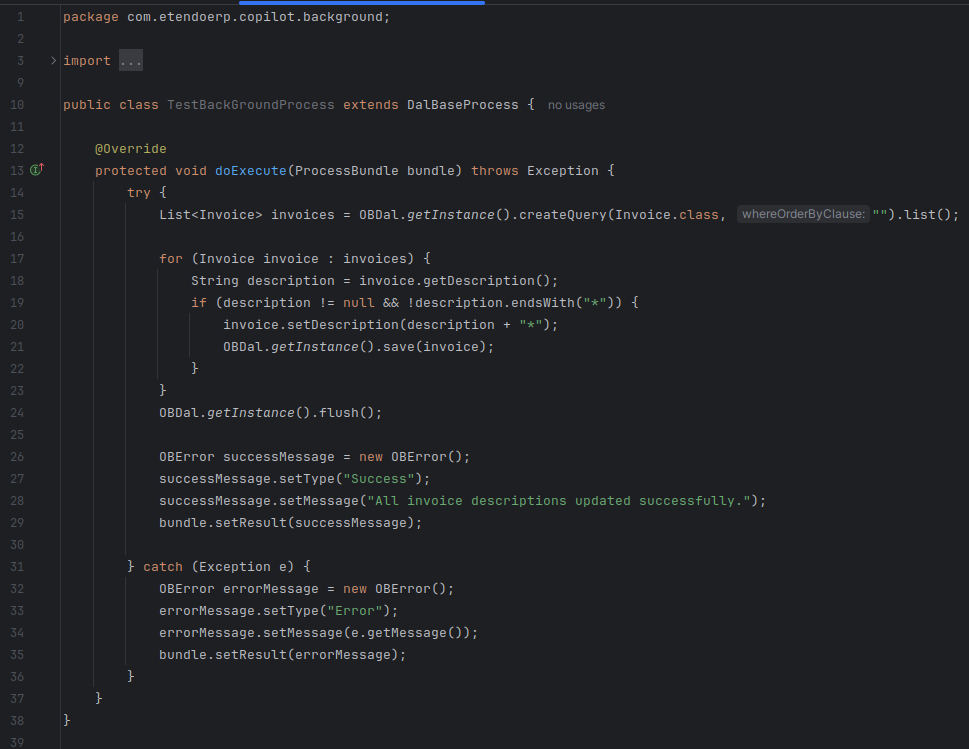 1 package com.etendoerp.copilot.background;
2
3 import ...
9
10 public class TestBackGroundProcess extends DalBaseProcess { no usages
11
12 @Override
13 protected void doExecute(ProcessBundle bundle) throws Exception {
14 try {
15 List<Invoice> invoices = OBDal.getInstance().createQuery(Invoice.class, whereOrderByClause: "").list();
16
17 for (Invoice invoice : invoices) {
18 String description = invoice.getDescription();
19 if (description != null && !description.endsWith("*")) {
20 invoice.setDescription(description + "*");
21 OBDal.getInstance().save(invoice);
22 }
23 }
24 OBDal.getInstance().flush();
25
26 OBError successMessage = new OBError();
27 successMessage.setType("Success");
28 successMessage.setMessage("All invoice descriptions updated successfully.");
29 bundle.setResult(successMessage);
30
31 } catch (Exception e) {
32 OBError errorMessage = new OBError();
33 errorMessage.setType("Error");
34 errorMessage.setMessage(e.getMessage());
35 bundle.setResult(errorMessage);
36 }
37 }
38 }
39